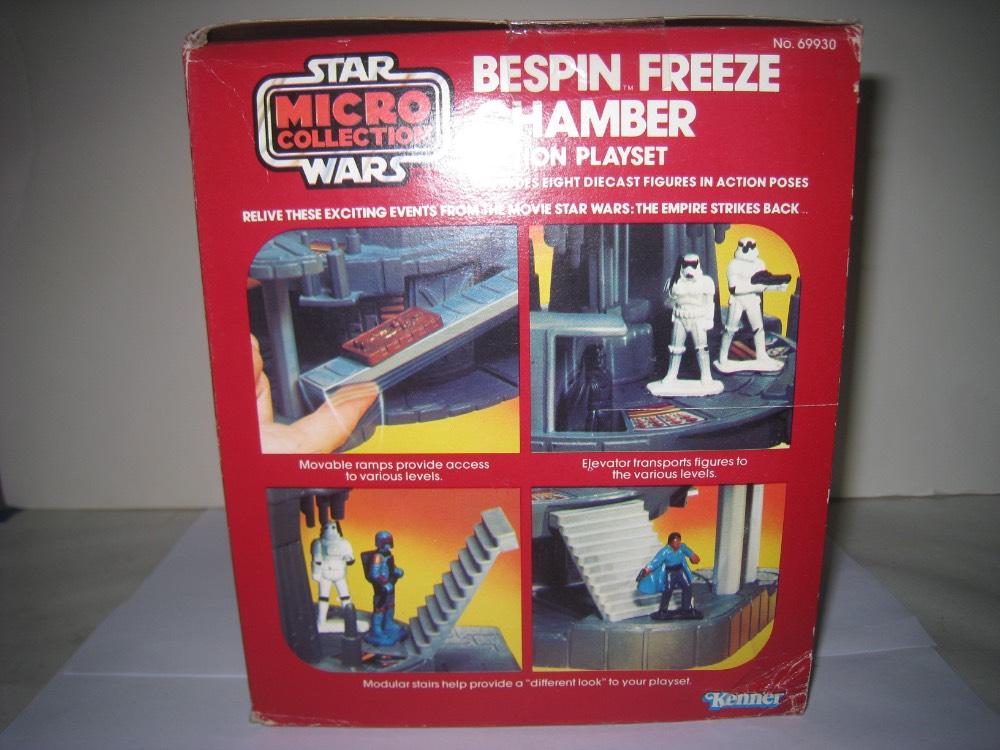 No. 69930
STAR
MICRO
COLLECTION
WARS
BESPIN™ FREEZE
CHAMBER
PLAYSET
EIGHT DIECAST FIGURES IN ACTION POSES
RELIVE THESE EXCITING EVENTS FROM THE MOVIE STAR WARS: THE EMPIRE STRIKES BACK...
Movable ramps provide access
to various levels.
Elevator transports figures to
the various levels.
Modular stairs help provide a "different look" to your playset.
Kenner